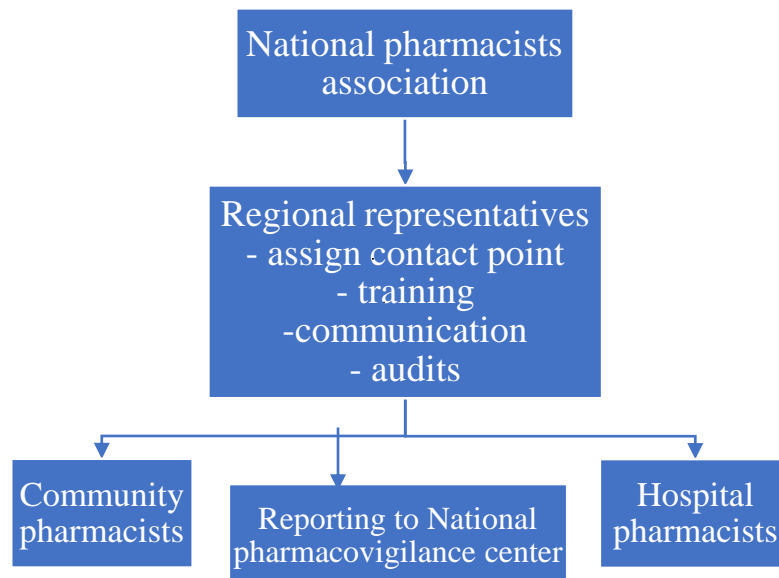 National pharmacists
association
Regional representatives
- assign contact point
- training
-communication
- audits
Community
pharmacists
Reporting to National
pharmacovigilance center
Hospital
pharmacists